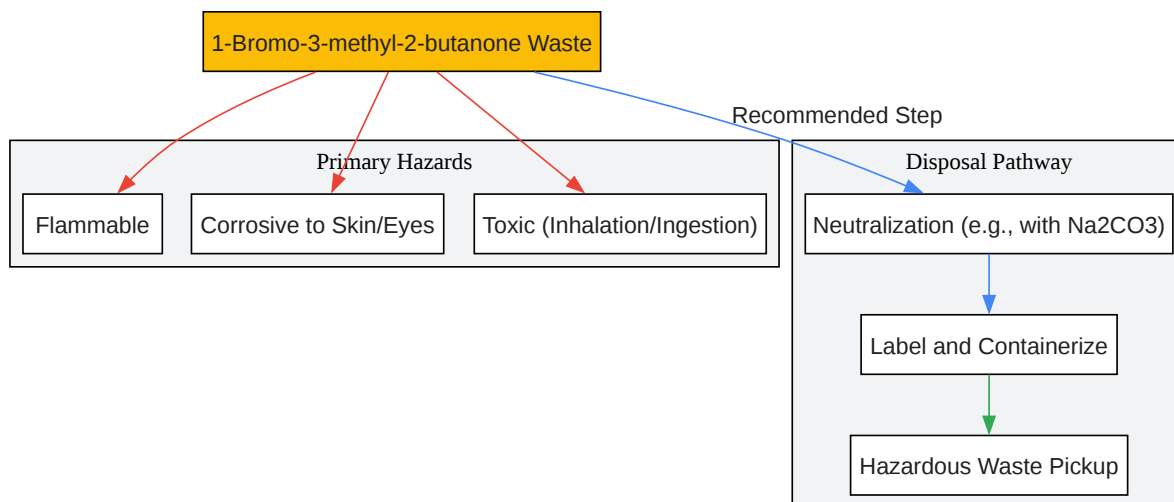 1-Bromo-3-methyl-2-butanone Waste
Recommended Step
Primary Hazards
Disposal Pathway
Flammable
Corrosive to Skin/Eyes
Toxic (Inhalation/Ingestion)
Neutralization (e.g., with Na2CO3)
Label and Containerize
Hazardous Waste Pickup